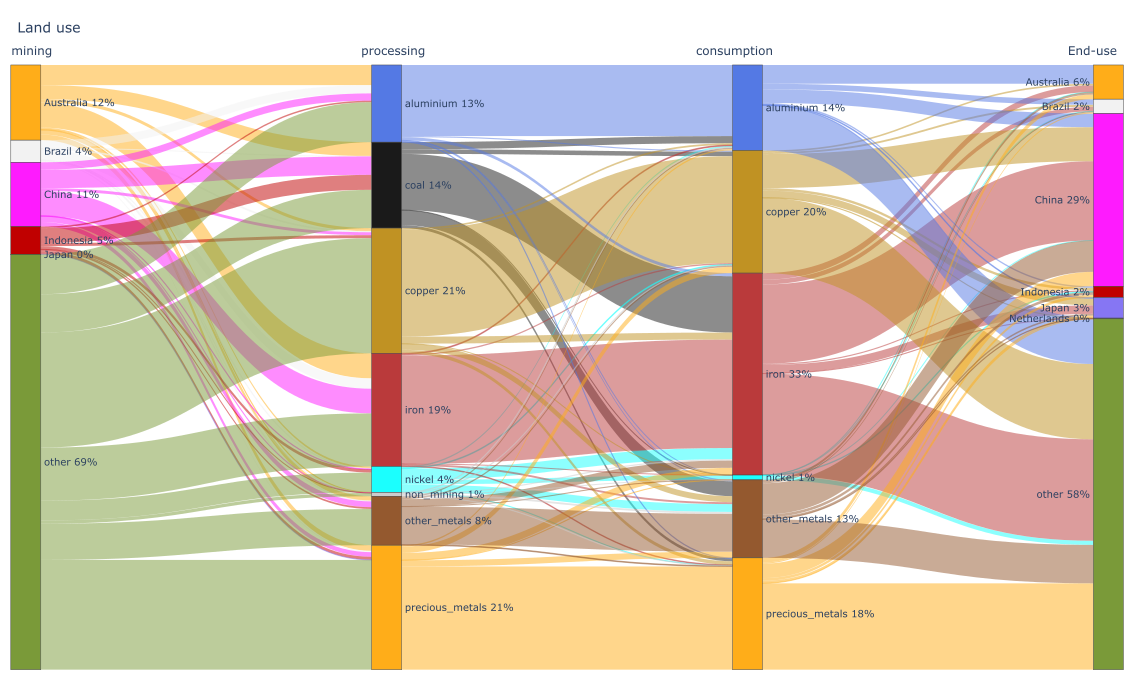 Land use
mining
processing
consumption
End-use
Australia 12%
Brazil 4%
China 11%
Indonesia 5%
Japan 0%
other 69%
aluminium 13%
coal 14%
copper 21%
iron 19%
nickel 4%
non_mining 1%
other_metals 8%
precious_metals 21%
aluminium 14%
copper 20%
iron 33%
nickel 1%
other_metals 13%
precious_metals 18%
Australia 6%
Brazil 2%
China 29%
Indonesia 2%
Japan 3%
Netherlands 0%
other 58%